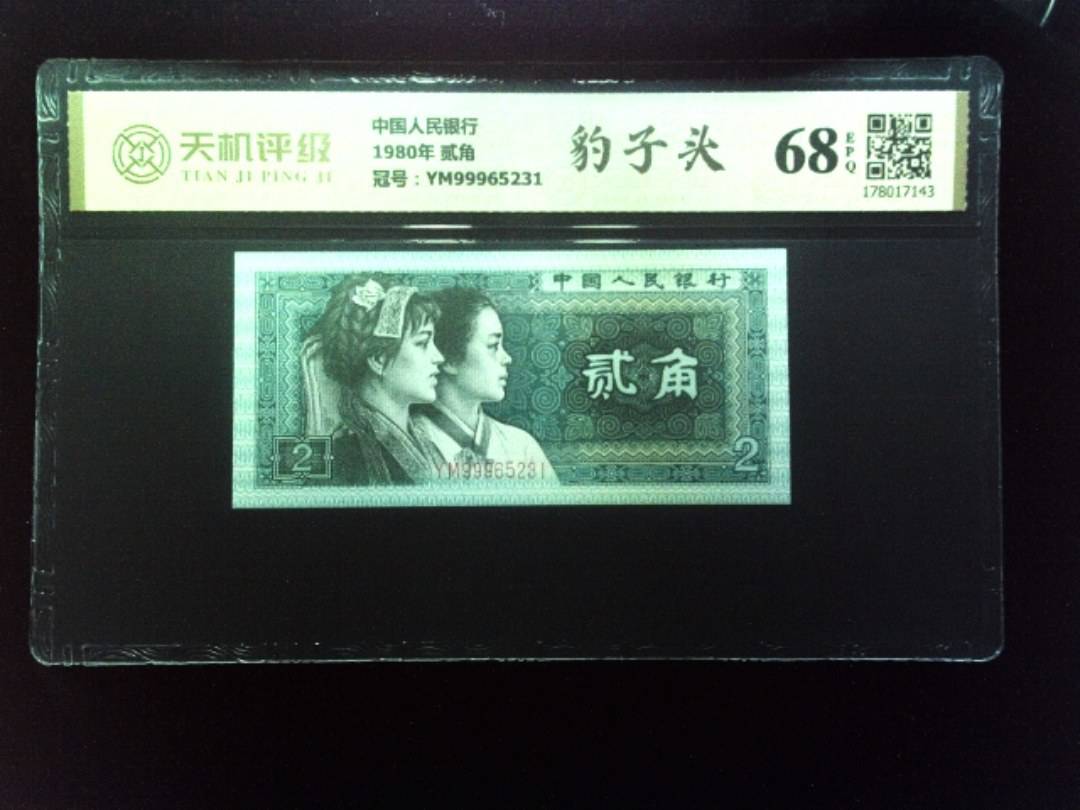 天机评级
TIAN JI PING JI
中国人民银行
1980年 贰角
冠号：YM99965231
豹子头
68
EPQ
178017143
中国人民银行
贰角
2
2
YM99965231